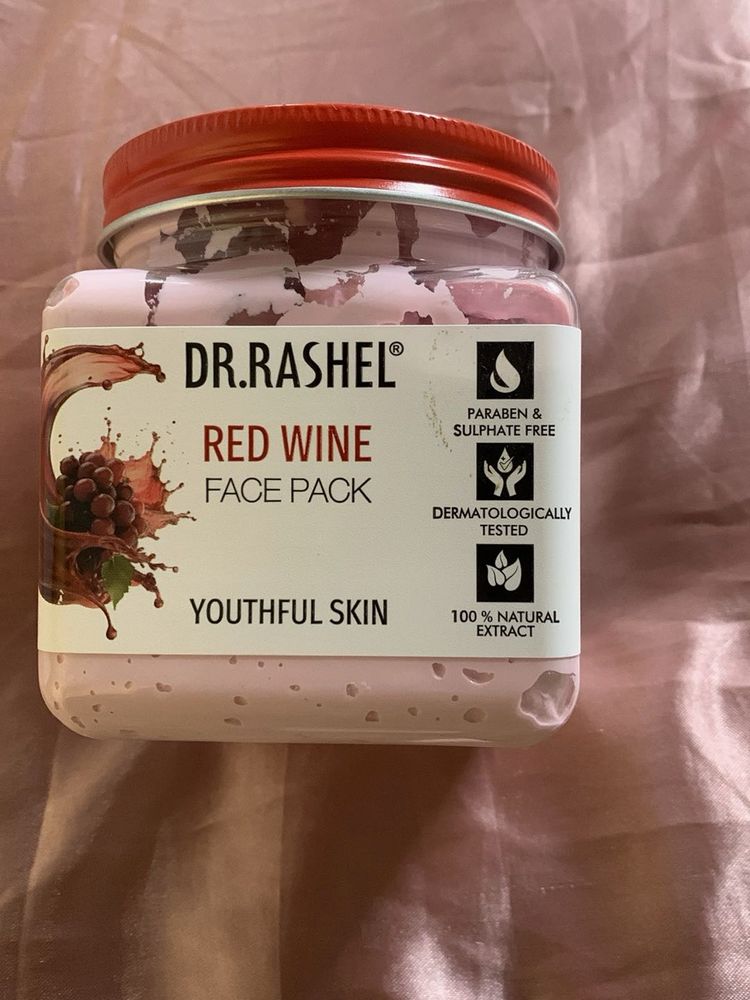 DR.RASHEL®
RED WINE
FACE PACK
YOUTHFUL SKIN
PARABEN &
SULPHATE FREE
DERMATOLOGICALLY
TESTED
100 % NATURAL
EXTRACT